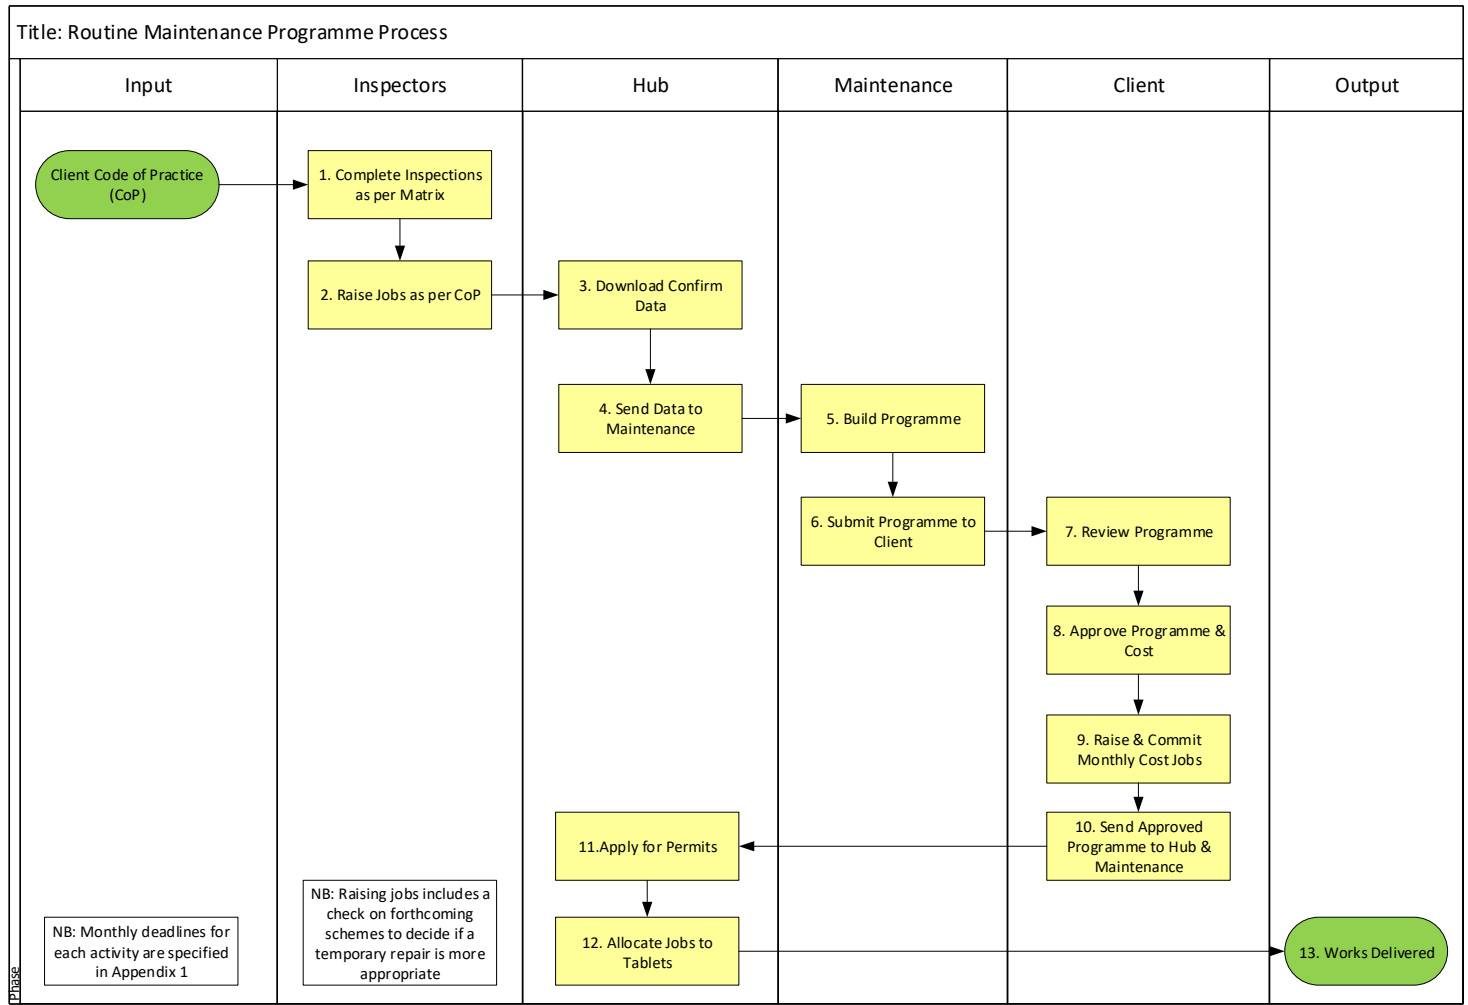 Title: Routine Maintenance Programme Process
Input
Inspectors
Hub
Maintenance
Client
Output
Client Code of Practice
(CoP)
1. Complete Inspections
as per Matrix
2. Raise Jobs as per CoP
3. Download Confirm
Data
4. Send Data to
Maintenance
5. Build Programme
6. Submit Programme to
Client
7. Review Programme
8. Approve Programme &
Cost
9. Raise & Commit
Monthly Cost Jobs
10. Send Approved
Programme to Hub &
Maintenance
11.Apply for Permits
12. Allocate Jobs to
Tablets
13. Works Delivered
NB: Raising jobs includes a
check on forthcoming
schemes to decide if a
temporary repair is more
appropriate
NB: Monthly deadlines for
each activity are specified
in Appendix 1
Phase